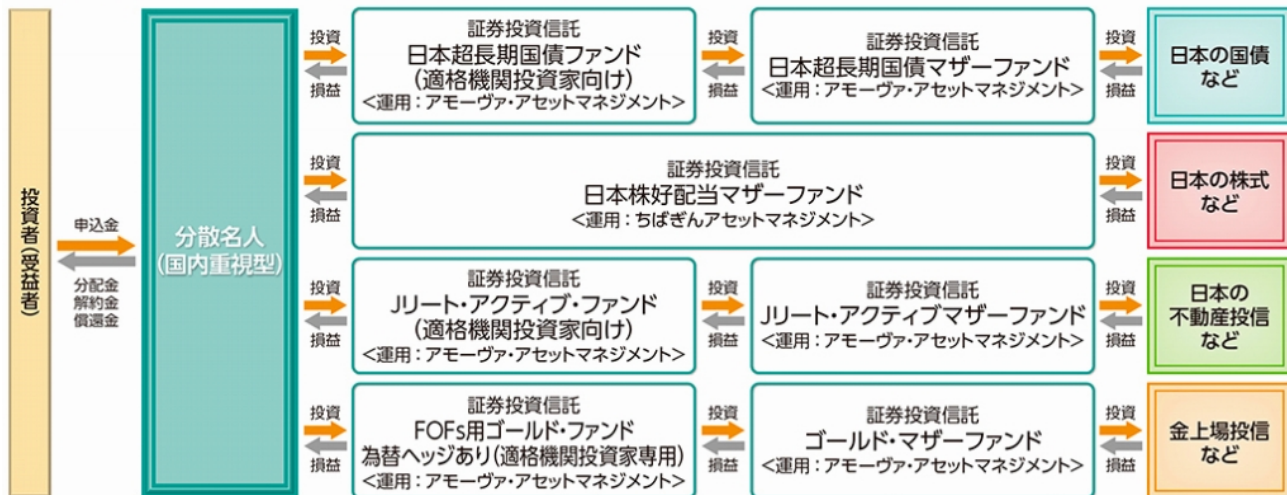 投資者(受益者)
申込金
分配金
解約金
償還金
分散名人
(国内重視型)
投資
損益
証券投資信託
日本超長期国債ファンド
(適格機関投資家向け)
<運用：アモーヴァ・アセットマネジメント>
投資
損益
証券投資信託
日本超長期国債マザーファンド
<運用：アモーヴァ・アセットマネジメント>
投資
損益
日本の国債
など
投資
損益
証券投資信託
日本株好配当マザーファンド
<運用：ちばぎんアセットマネジメント>
投資
損益
日本の株式
など
投資
損益
証券投資信託
Jリート・アクティブ・ファンド
(適格機関投資家向け)
<運用：アモーヴァ・アセットマネジメント>
投資
損益
証券投資信託
Jリート・アクティブマザーファンド
<運用：アモーヴァ・アセットマネジメント>
投資
損益
日本の
不動産投信
など
投資
損益
証券投資信託
FOFs用ゴールド・ファンド
為替ヘッジあり(適格機関投資家専用)
<運用：アモーヴァ・アセットマネジメント>
投資
損益
証券投資信託
ゴールド・マザーファンド
<運用：アモーヴァ・アセットマネジメント>
投資
損益
金上場投信
など